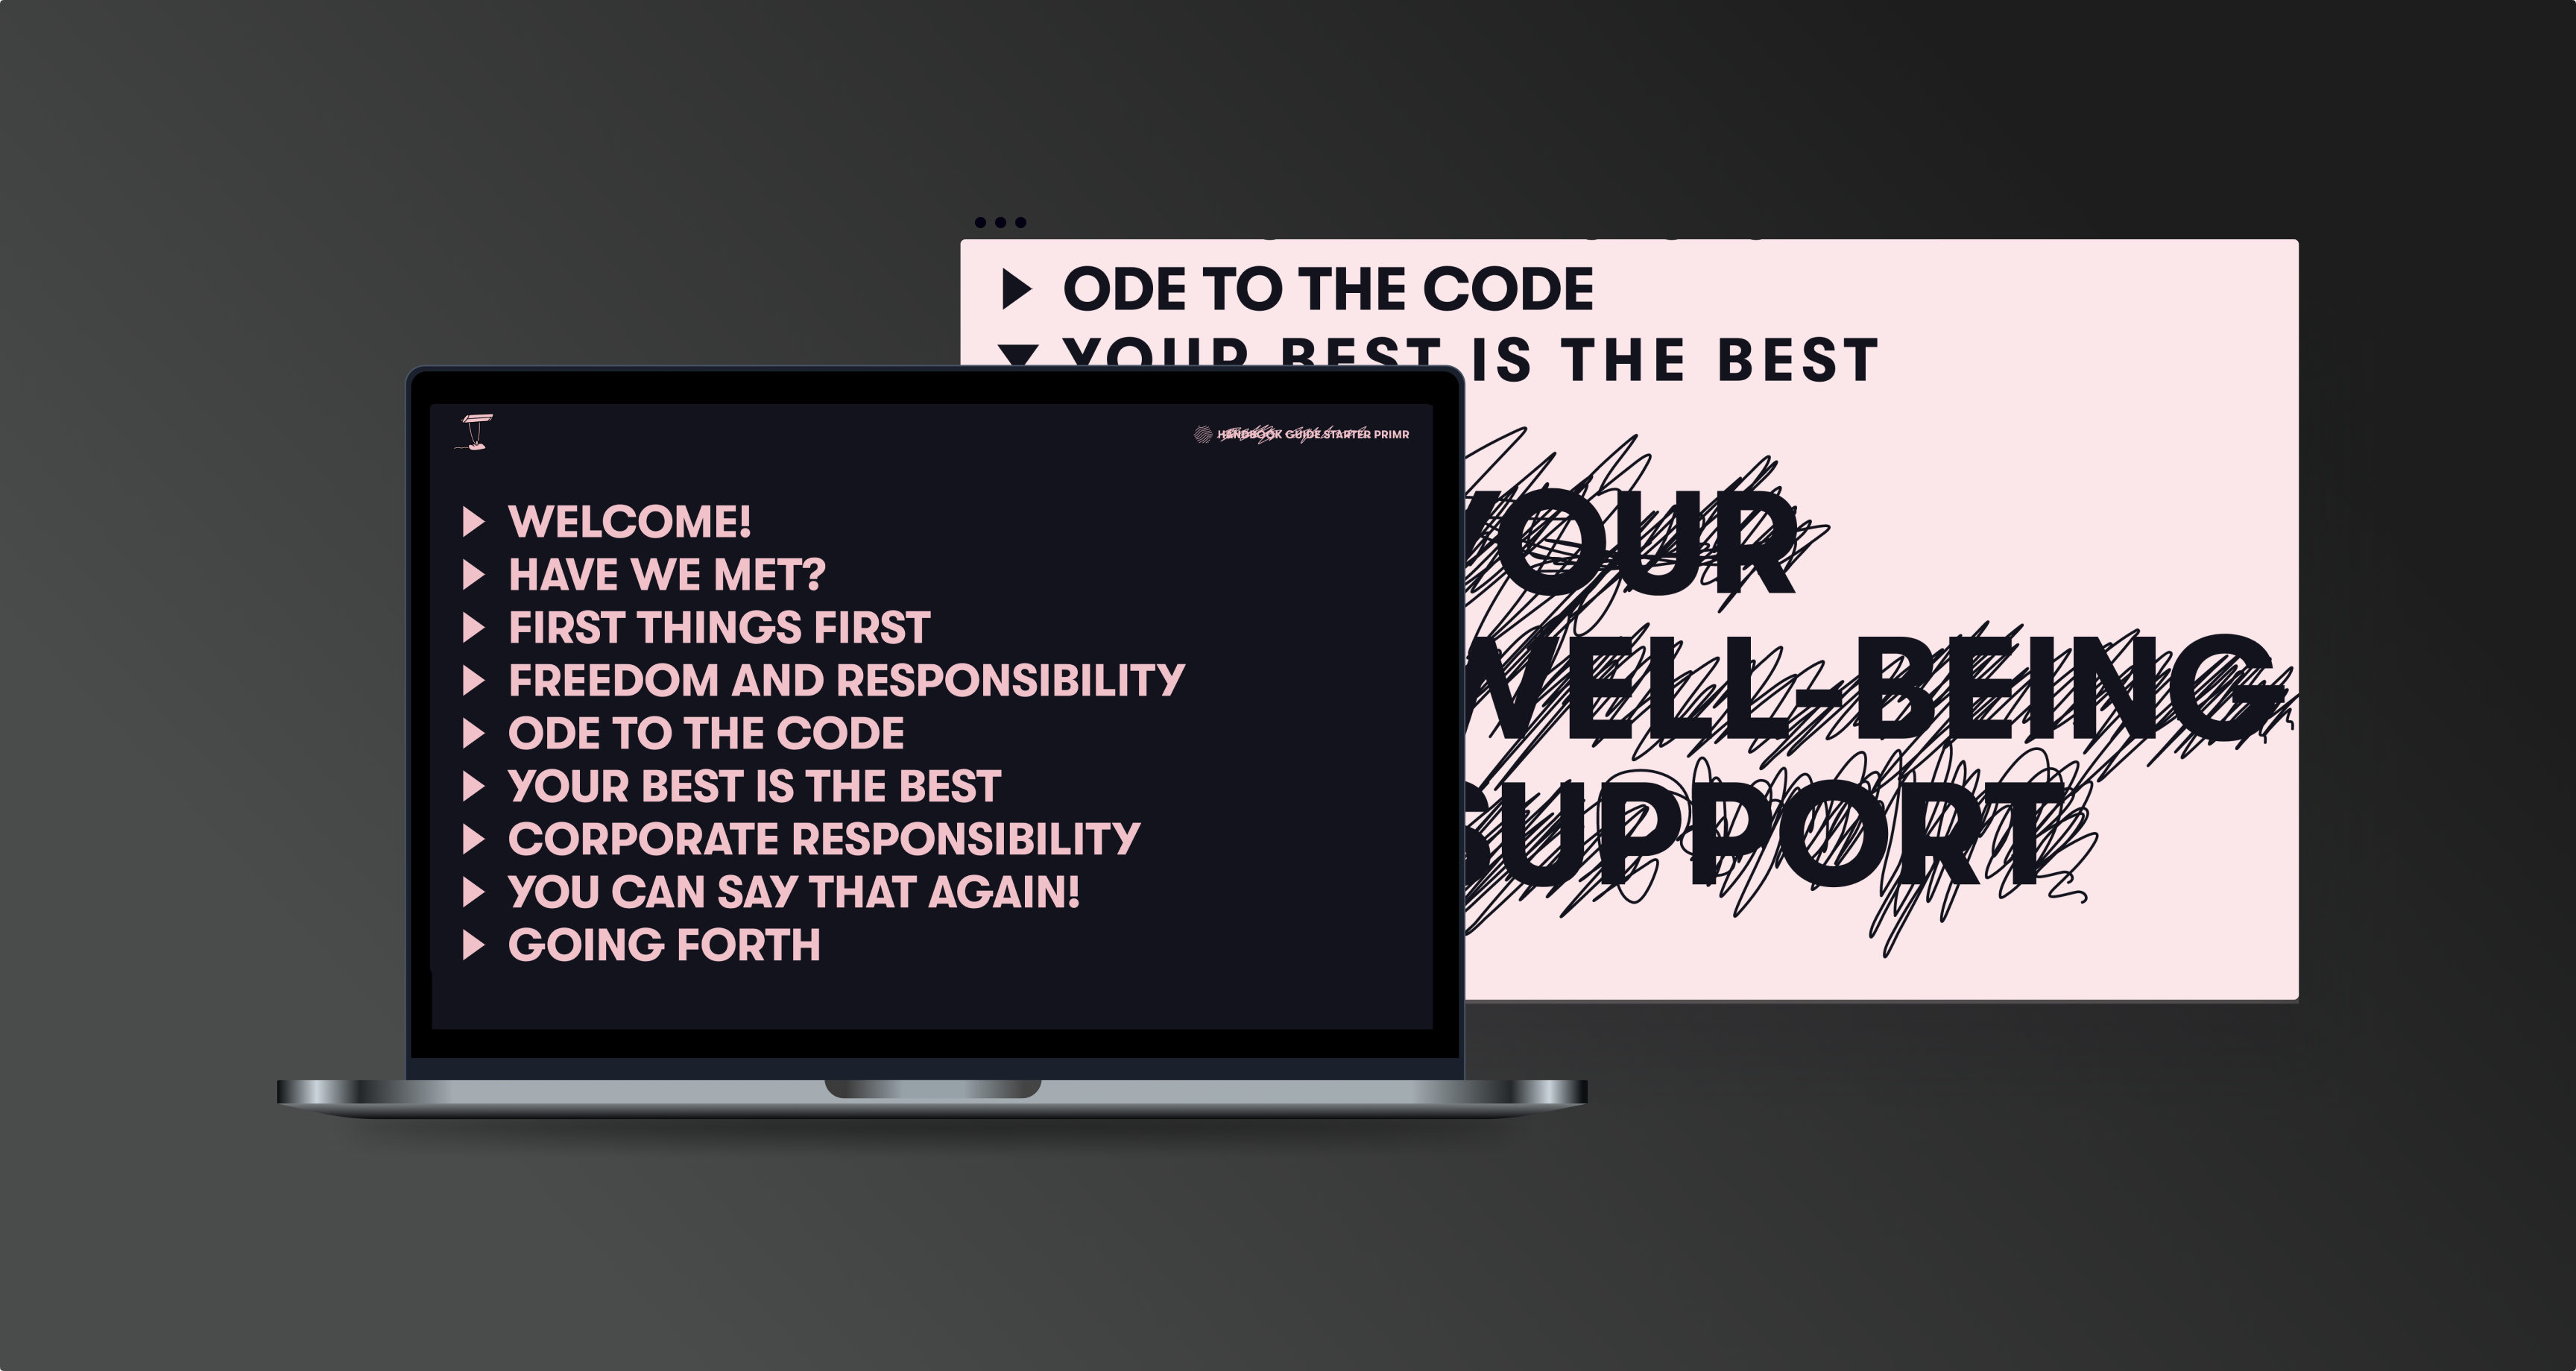 ODE TO THE CODE
YOUR BEST IS THE BEST
HANDBOOK GUIDE STARTER PRIMR
WELCOME!
HAVE WE MET?
FIRST THINGS FIRST
FREEDOM AND RESPONSIBILITY
ODE TO THE CODE
YOUR BEST IS THE BEST
CORPORATE RESPONSIBILITY
YOU CAN SAY THAT AGAIN!
GOING FORTH
YOUR
WELL-BEING
SUPPORT